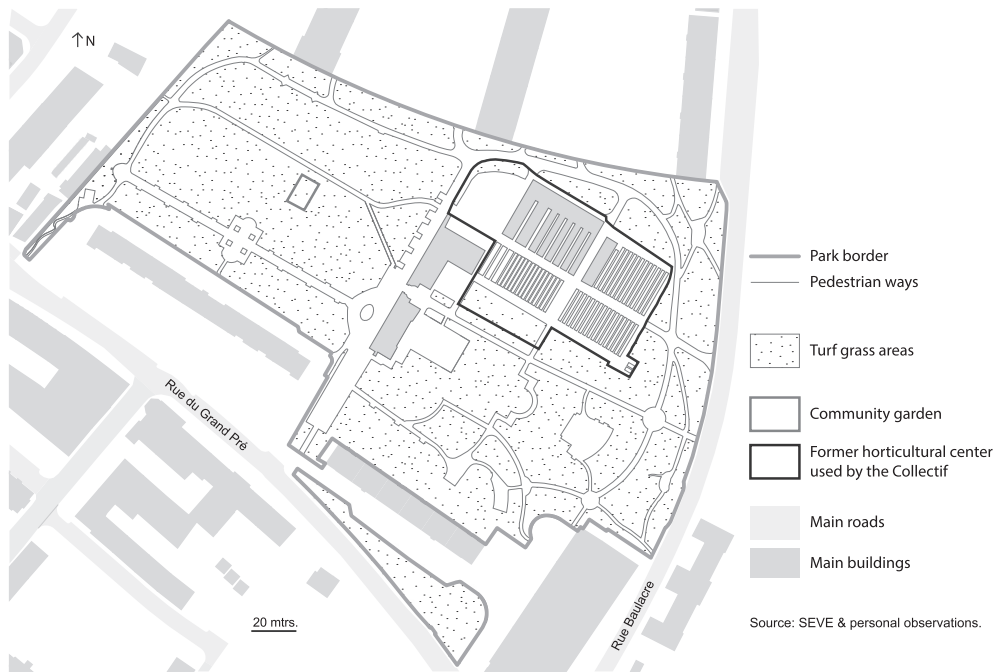 N
Park border
Pedestrian ways
Turf grass areas
Community garden
Former horticultural center
used by the Collectif
Main roads
Main buildings
Rue du Grand Pré
Rue Baulacre
20 mtrs.
Source: SEVE & personal observations.